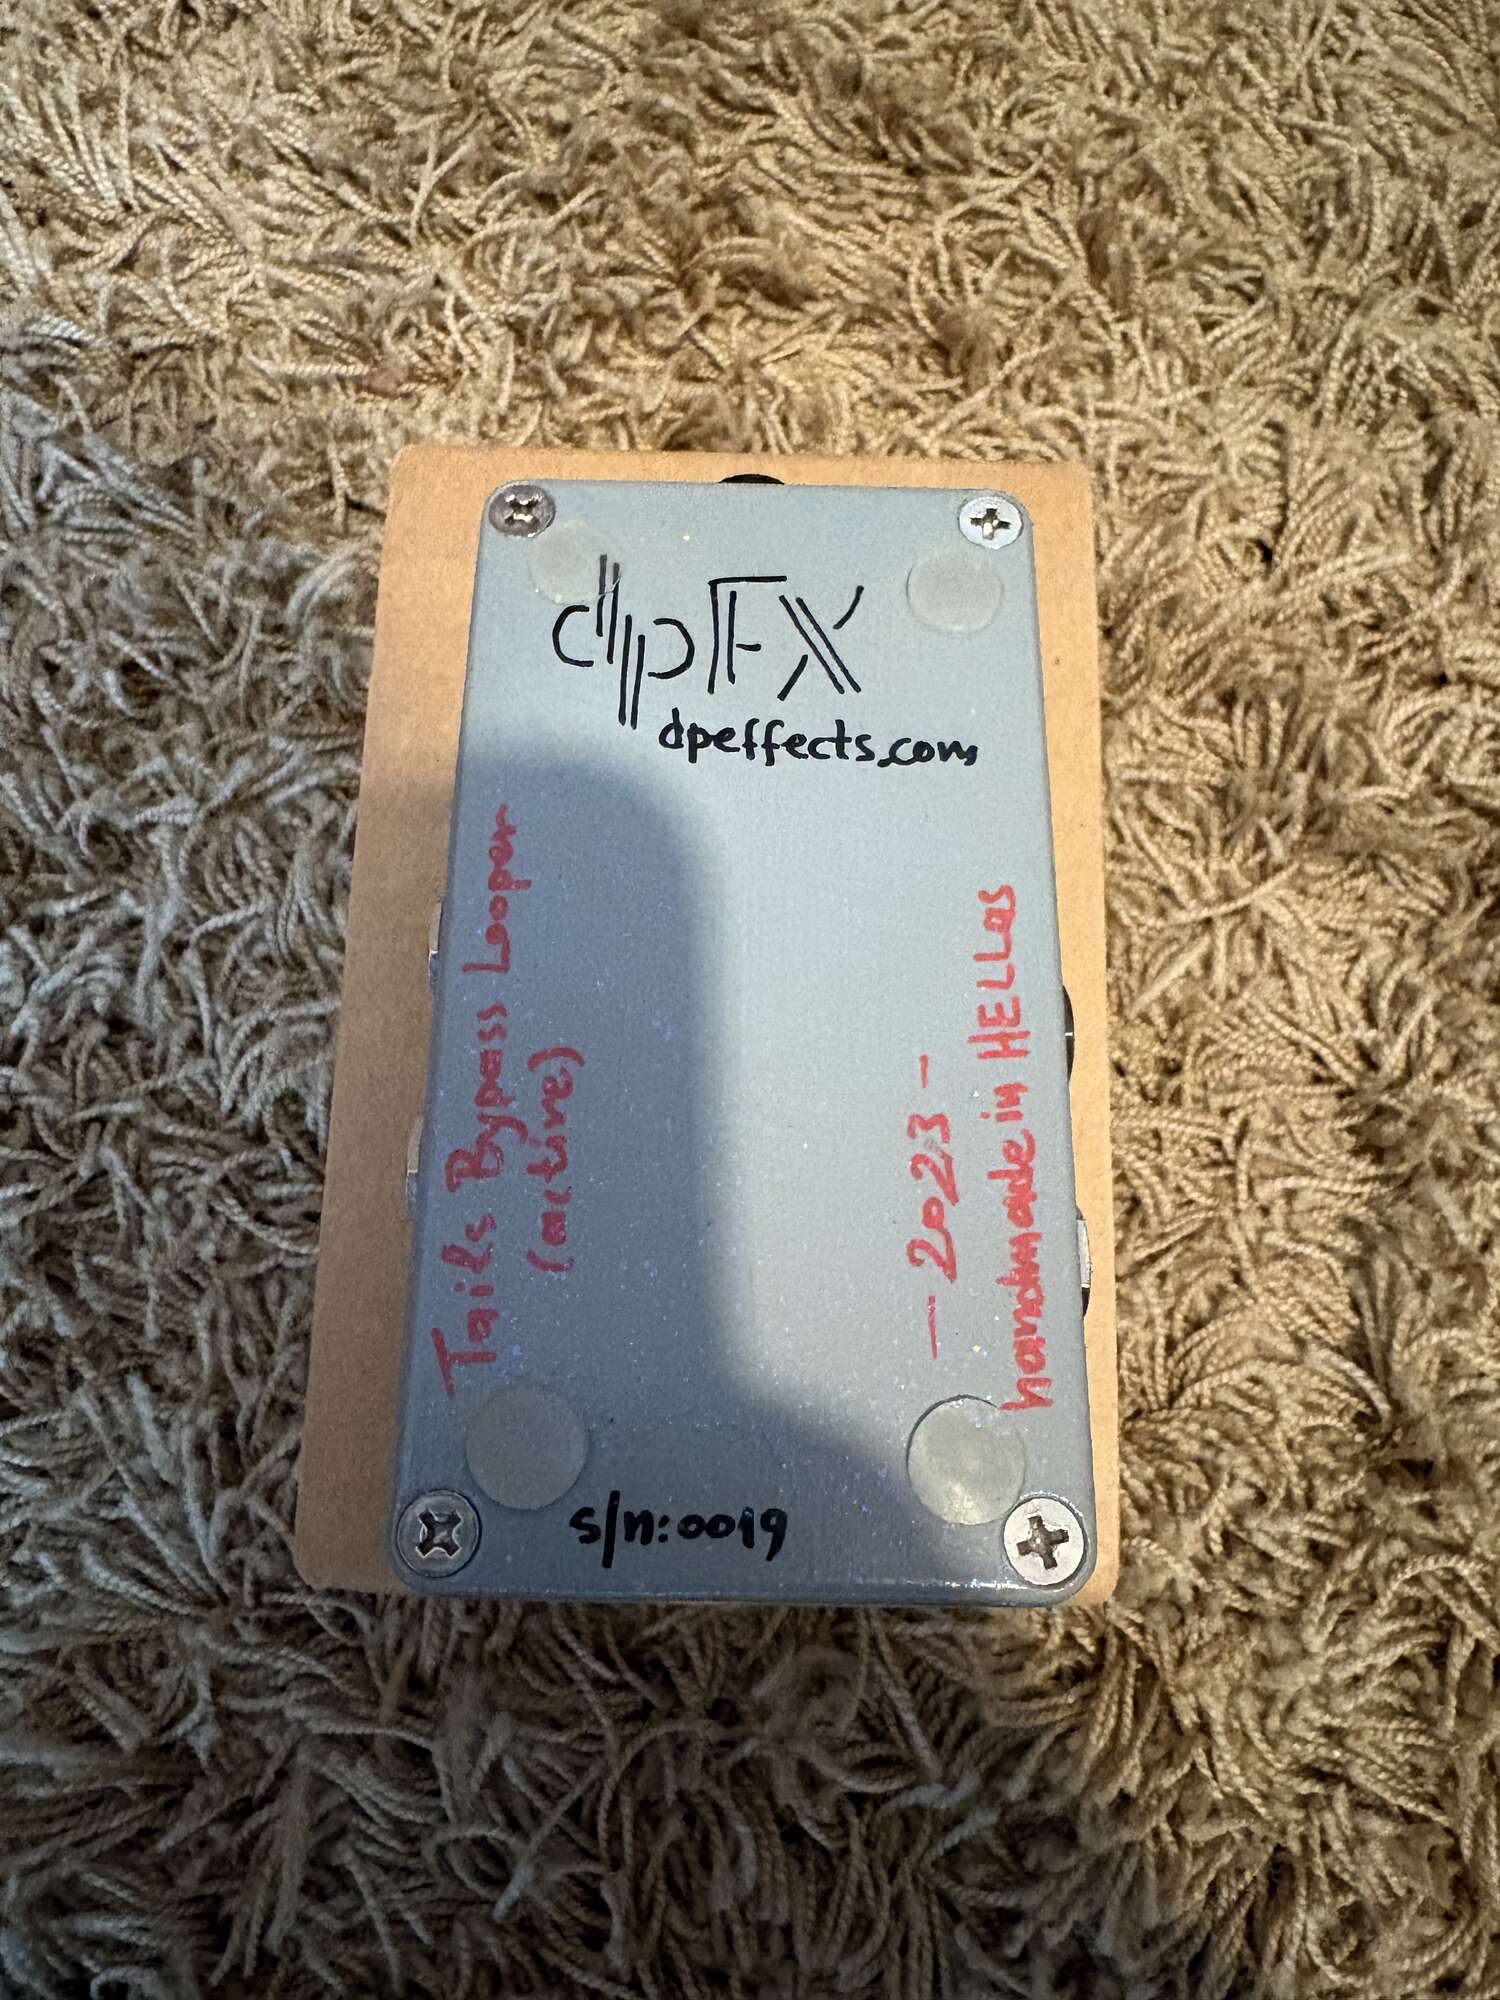 dpFX
dpeffects.com
Tails Bypass Looper
(active)
- 2023 -
handmade in HELLAS
s/n:0019